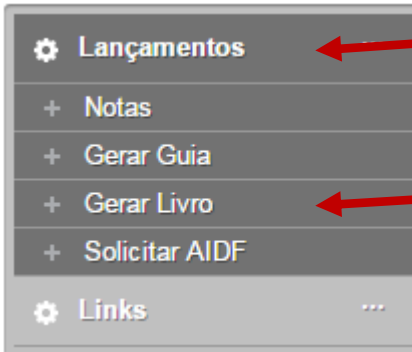 Lançamentos
Notas
Gerar Guia
Gerar Livro
Solicitar AIDF
Links ...